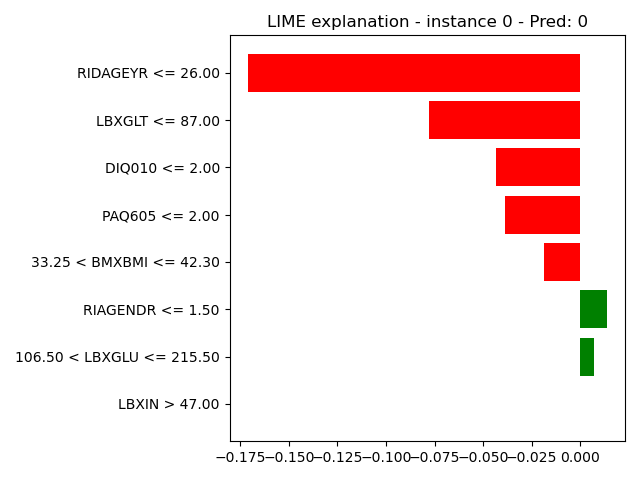 LIME explanation - instance 0 - Pred: 0
RIDAGEYR <= 26.00
LBXGLT <= 87.00
DIQ010 <= 2.00
PAQ605 <= 2.00
33.25 < BMXBMI <= 42.30
RIAGENDR <= 1.50
106.50 < LBXGLU <= 215.50
LBXIN > 47.00
−0.175 −0.150 −0.125 −0.100 −0.075 −0.050 −0.025 0.000